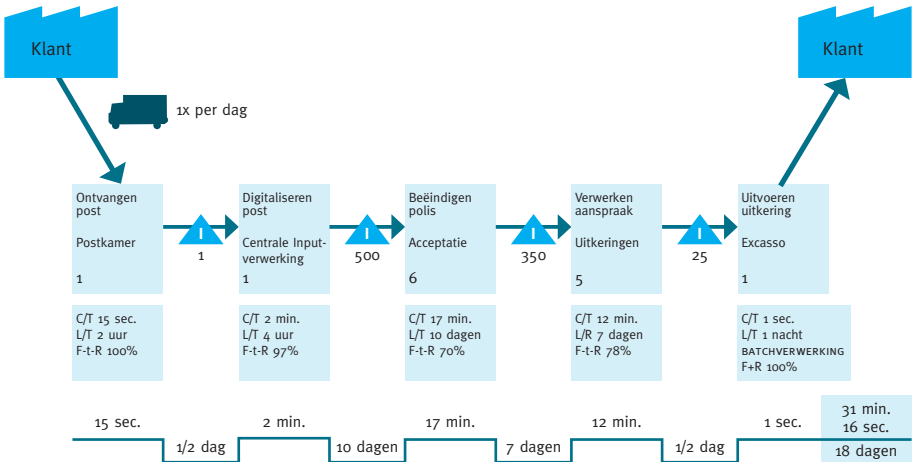 Klant
Klant
1x per dag
Ontvangen
post
Postkamer
1
I
1
Digitaliseren
post
Centrale Input-
verwerking
1
I
500
Beëindigen
polis
Acceptatie
6
I
350
Verwerken
aanspraak
Uitkeringen
5
I
25
Uitvoeren
uitkering
Excasso
1
C/T 15 sec.
L/T 2 uur
F-t-R 100%
C/T 2 min.
L/T 4 uur
F-t-R 97%
C/T 17 min.
L/T 10 dagen
F-t-R 70%
C/T 12 min.
L/R 7 dagen
F-t-R 78%
C/T 1 sec.
L/T 1 nacht
BATCHVERWERKING
F+R 100%
15 sec.
1/2 dag
2 min.
10 dagen
17 min.
7 dagen
12 min.
1/2 dag
1 sec.
31 min.
16 sec.
18 dagen